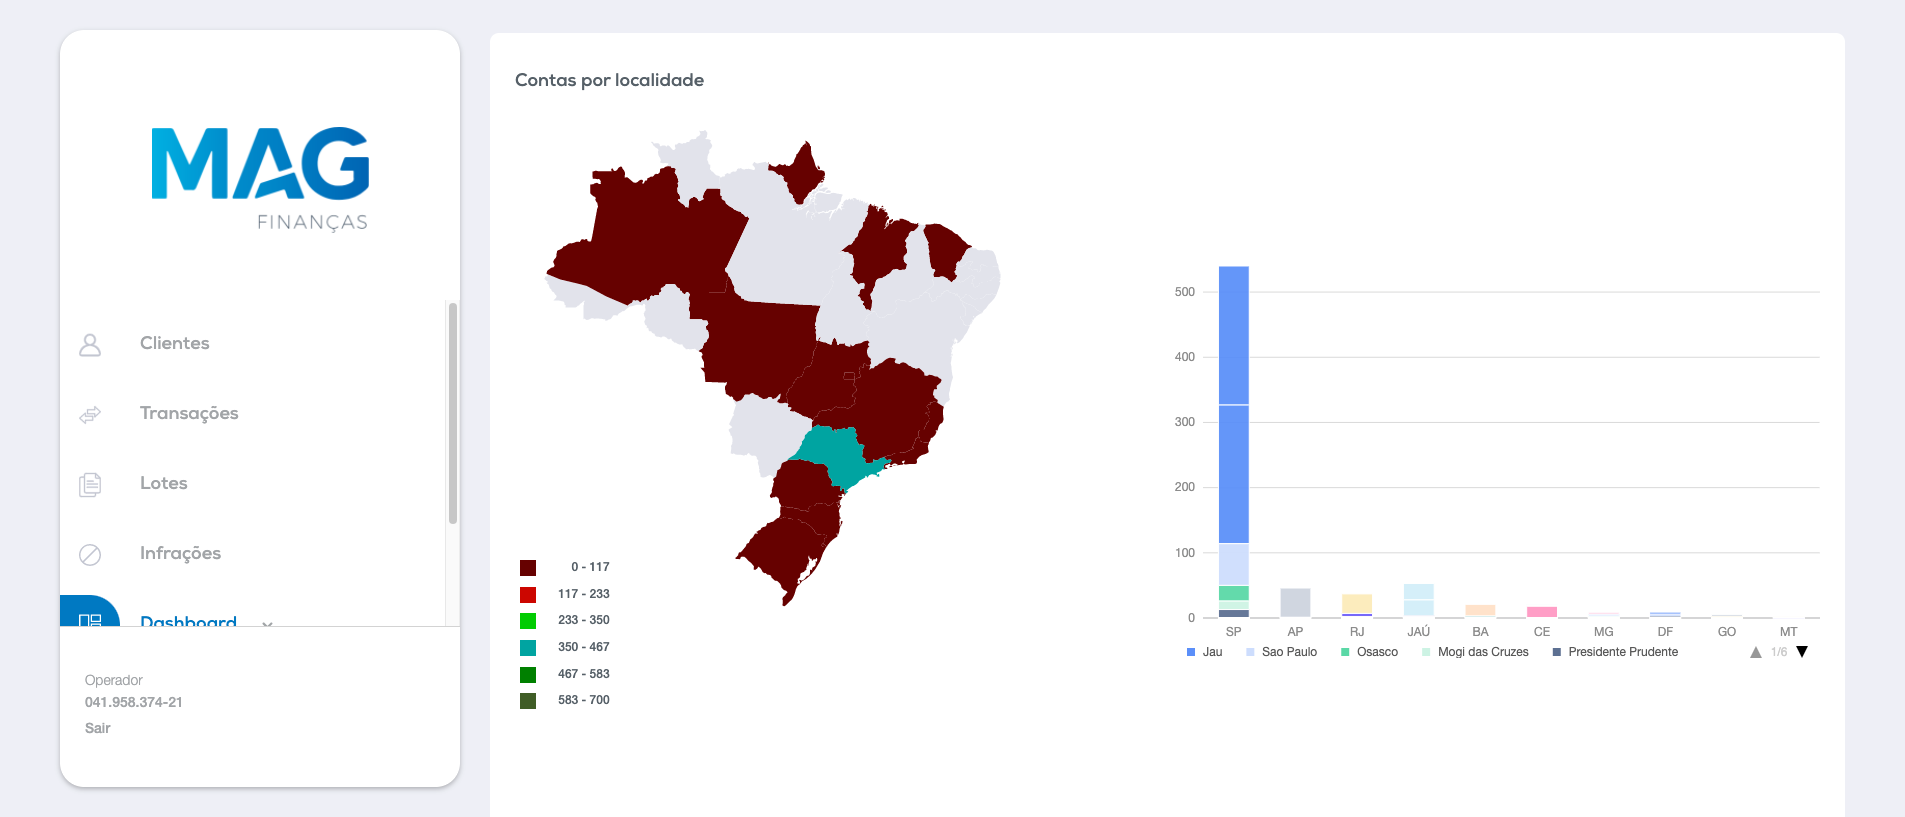 MAG
FINANÇAS
Clientes
Transações
Lotes
Infrações
Dashboard
Operador
041.958.374-21
Sair
Contas por localidade
0 - 117
117 - 233
233 - 350
350 - 467
467 - 583
583 - 700
500
400
300
200
100
0
SP AP RJ JAÚ BA CE MG DF GO MT
Jau Sao Paulo Osasco Mogi das Cruzes Presidente Prudente 1/6